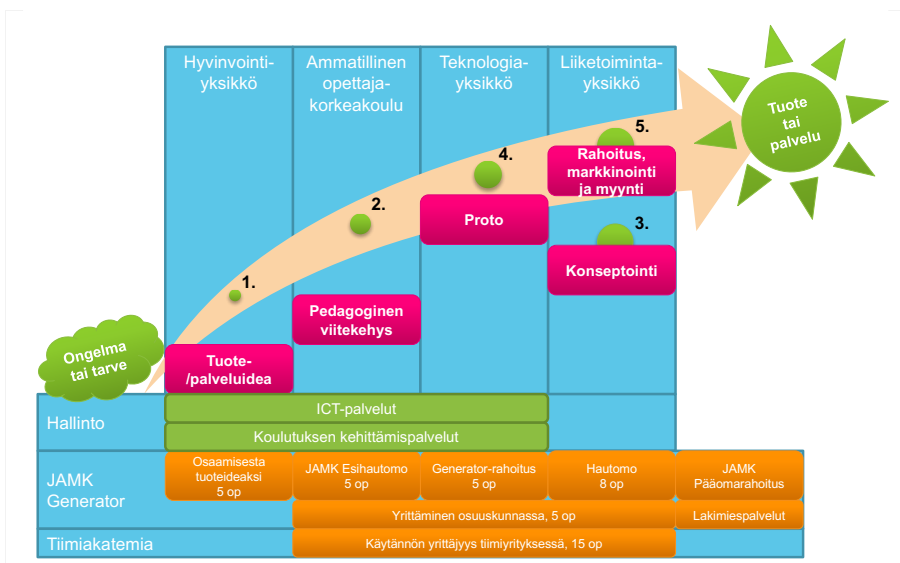 Hyvinvointi-
yksikkö
Ammatillinen
opettaja-
korkeakoulu
Teknologia-
yksikkö
Liiketoiminta-
yksikkö
Tuote
tai
palvelu
5.
Rahoitus,
markkinointi
ja myynti
4.
Proto
2.
3.
Konseptointi
1.
Pedagoginen
viitekehys
Ongelma
tai tarve
Tuote-
/palveluidea
Hallinto
ICT-palvelut
Koulutuksen kehittämispalvelut
JAMK
Generator
Osaamisesta
tuoteideaksi
5 op
JAMK Esihautomo
5 op
Generator-rahoitus
5 op
Hautomo
8 op
JAMK
Pääomarahoitus
Yrittäminen osuuskunnassa, 5 op
Lakimiespalvelut
Tiimiakatemia
Käytännön yrittäjyys tiimiyrityksessä, 15 op